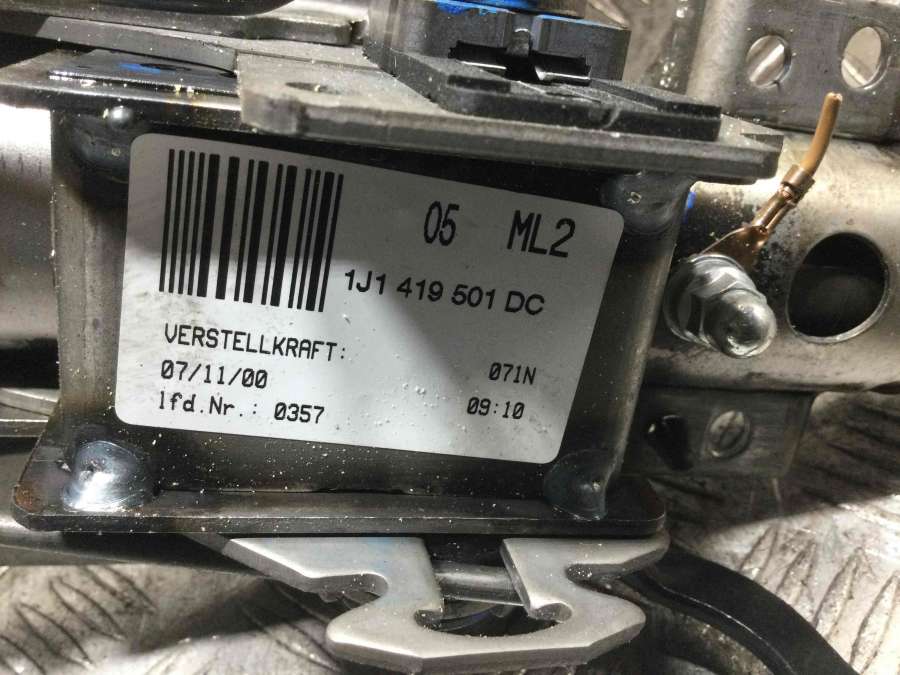 05 ML2
1J1 419 501 DC
VERSTELLKRAFT:
07/11/00 071N
lfd.Nr.: 0357 09:10